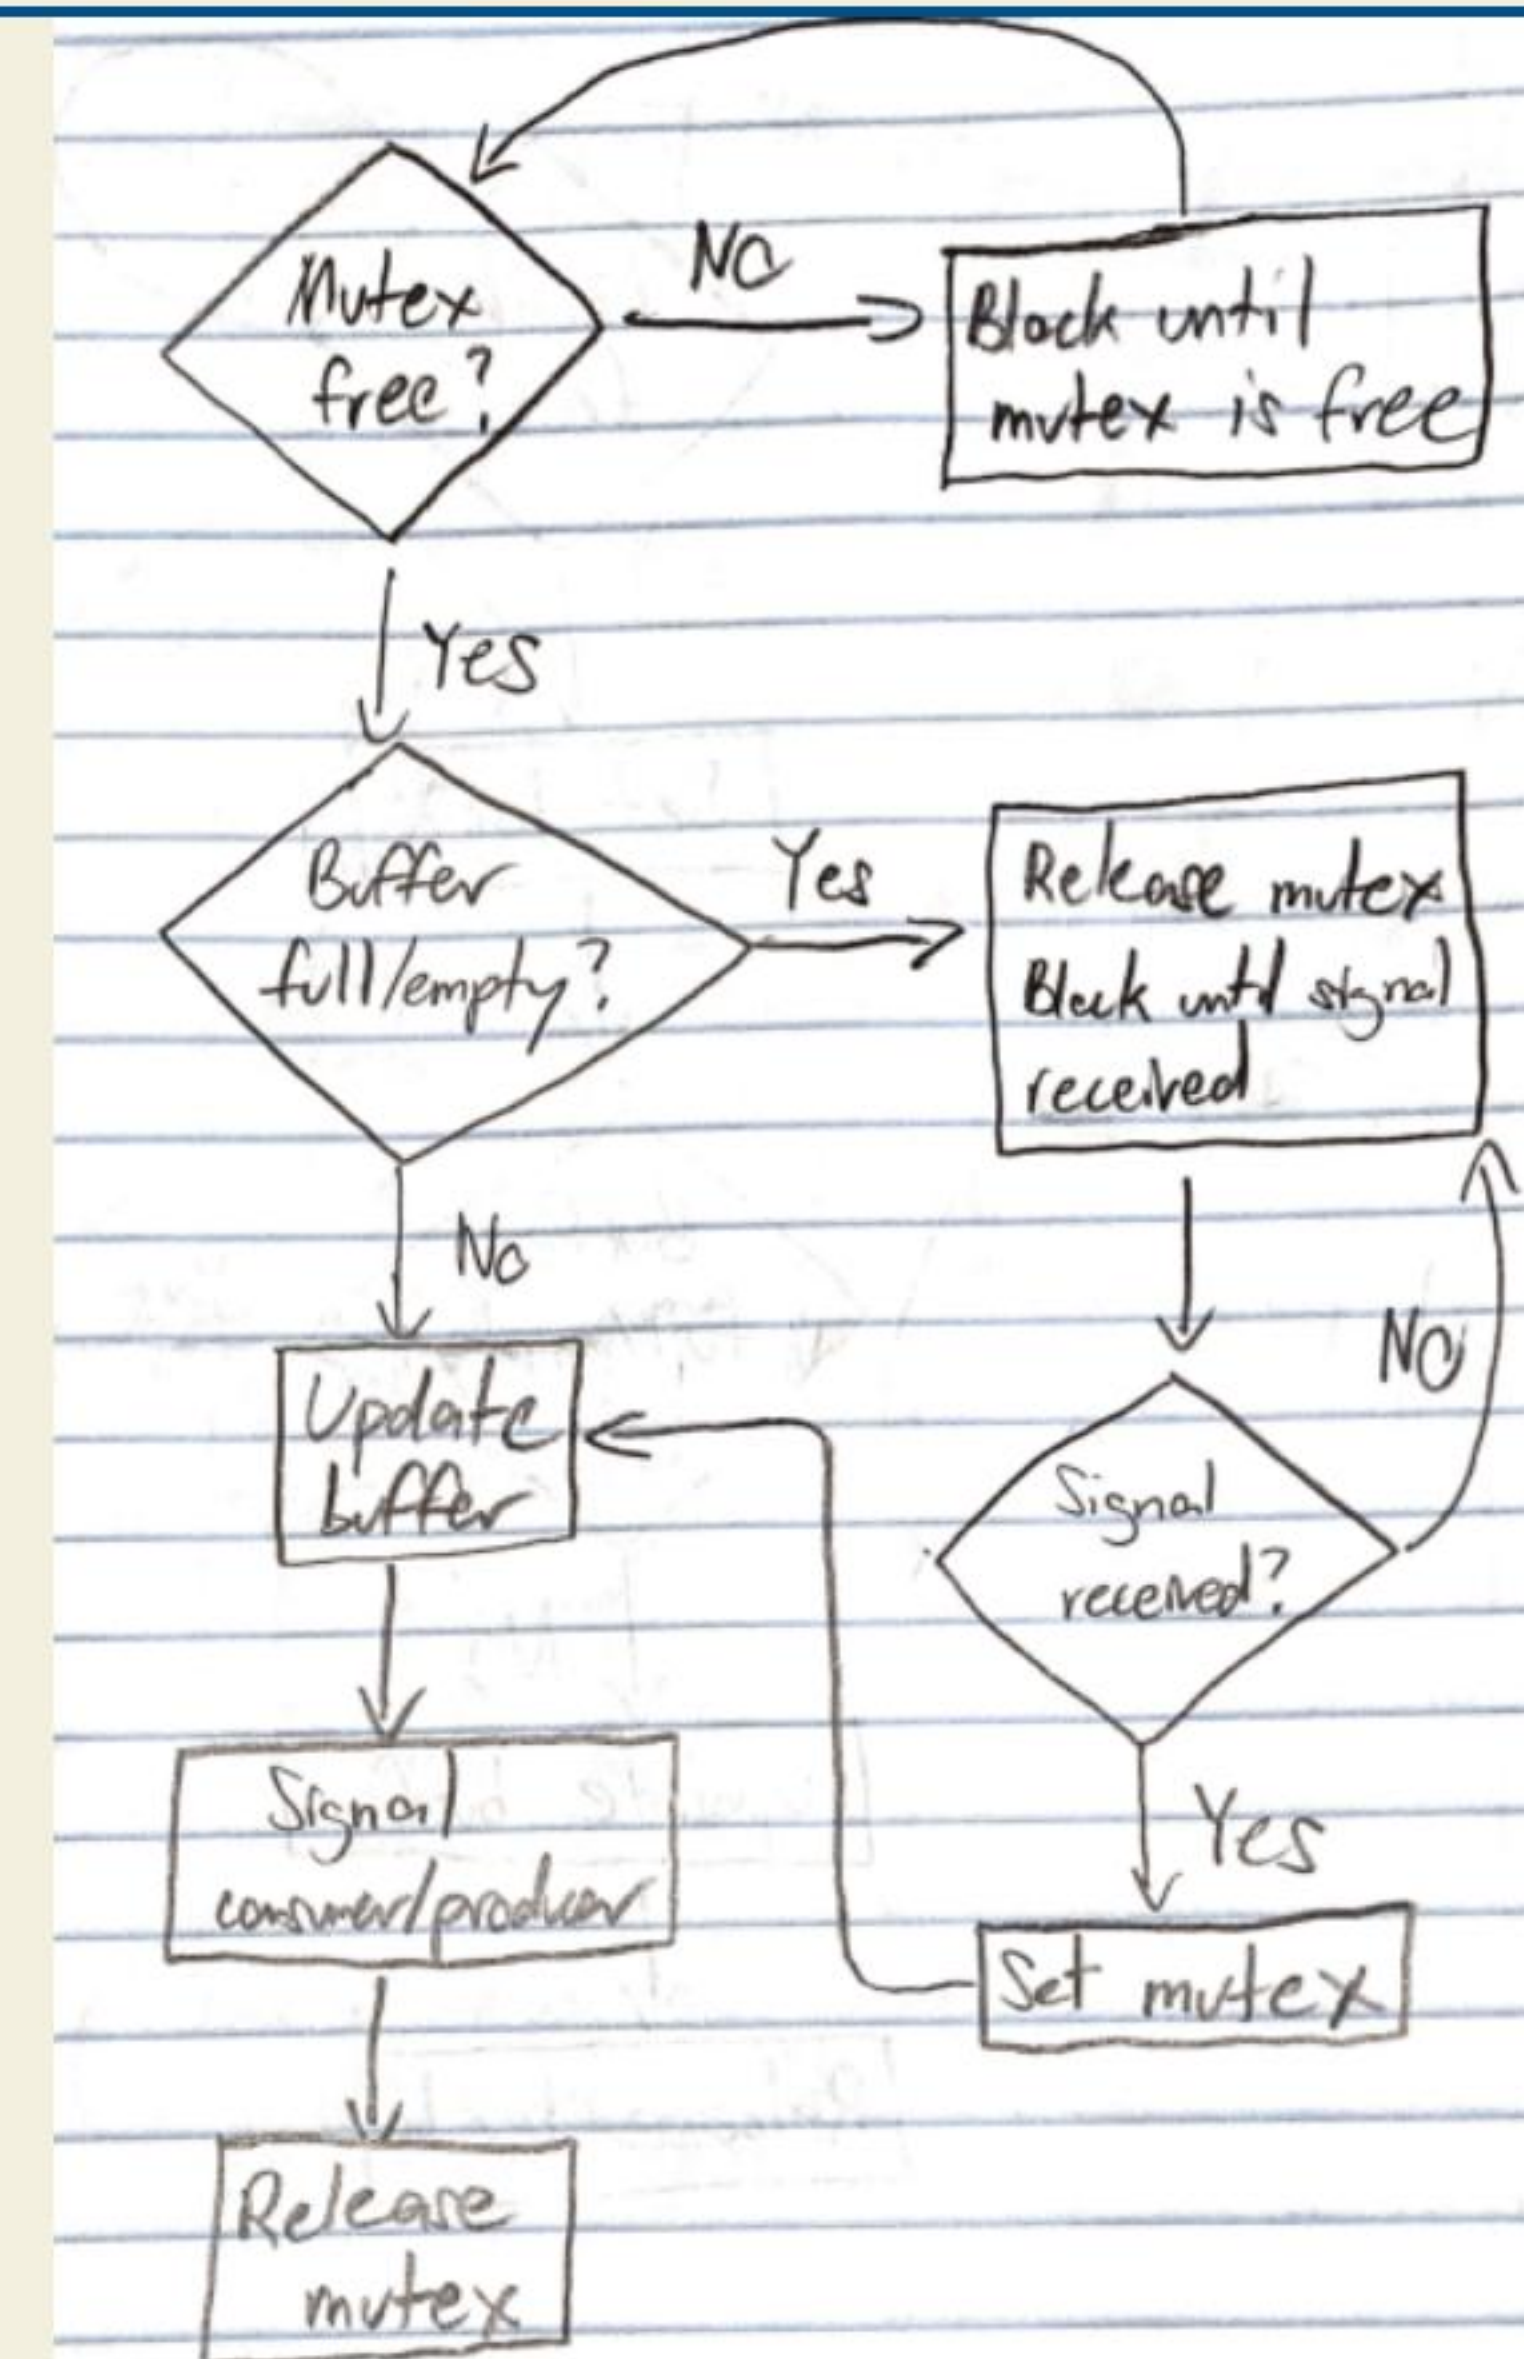 Mutex
free?
NO
Block until
mutex is free
Yes
Buffer
full/empty?
Yes
Release mutex
Block until signal
received
No
NO
Update
buffer
Signal
received?
Signal
consumer/producer
Yes
Set mutex
Release
mutex